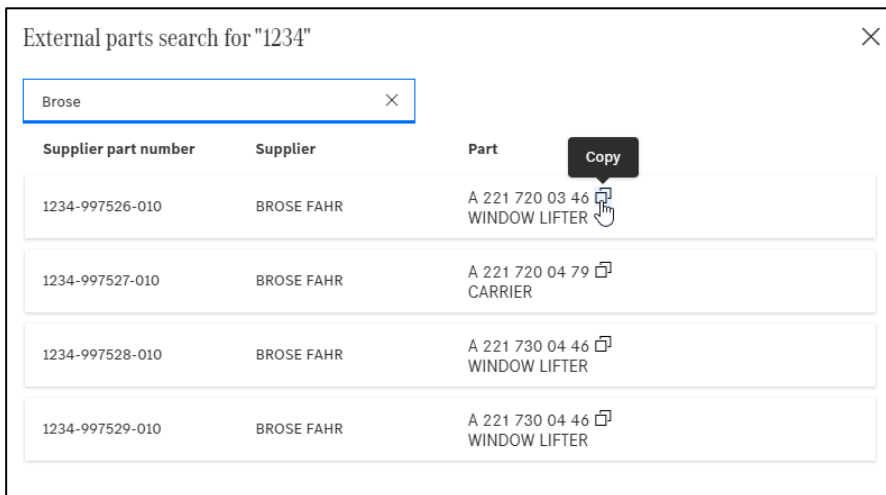 External parts search for "1234"
Brose
Supplier part number Supplier Part
Copy
1234-997526-010 BROSE FAHR A 221 720 03 46
WINDOW LIFTER
1234-997527-010 BROSE FAHR A 221 720 04 79
CARRIER
1234-997528-010 BROSE FAHR A 221 730 04 46
WINDOW LIFTER
1234-997529-010 BROSE FAHR A 221 730 04 46
WINDOW LIFTER